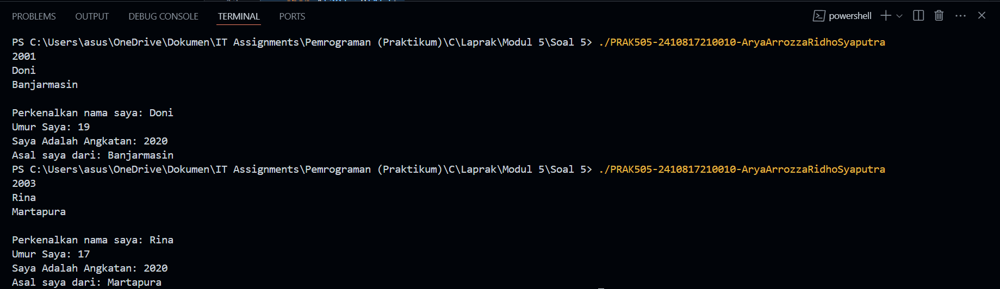 PROBLEMS OUTPUT DEBUG CONSOLE TERMINAL PORTS powershell
PS C:\Users\asus\OneDrive\Dokumen\IT Assignments\Pemrograman (Praktikum)\C\Laprak\Modul 5\Soal 5> ./PRAK505-2410817210010-AryaArrozzaRidhoSyaputra
2001
Doni
Banjarmasin
Perkenalkan nama saya: Doni
Umur Saya: 19
Saya Adalah Angkatan: 2020
Asal saya dari: Banjarmasin
PS C:\Users\asus\OneDrive\Dokumen\IT Assignments\Pemrograman (Praktikum)\C\Laprak\Modul 5\Soal 5> ./PRAK505-2410817210010-AryaArrozzaRidhoSyaputra
2003
Rina
Martapura
Perkenalkan nama saya: Rina
Umur Saya: 17
Saya Adalah Angkatan: 2020
Asal saya dari: Martapura